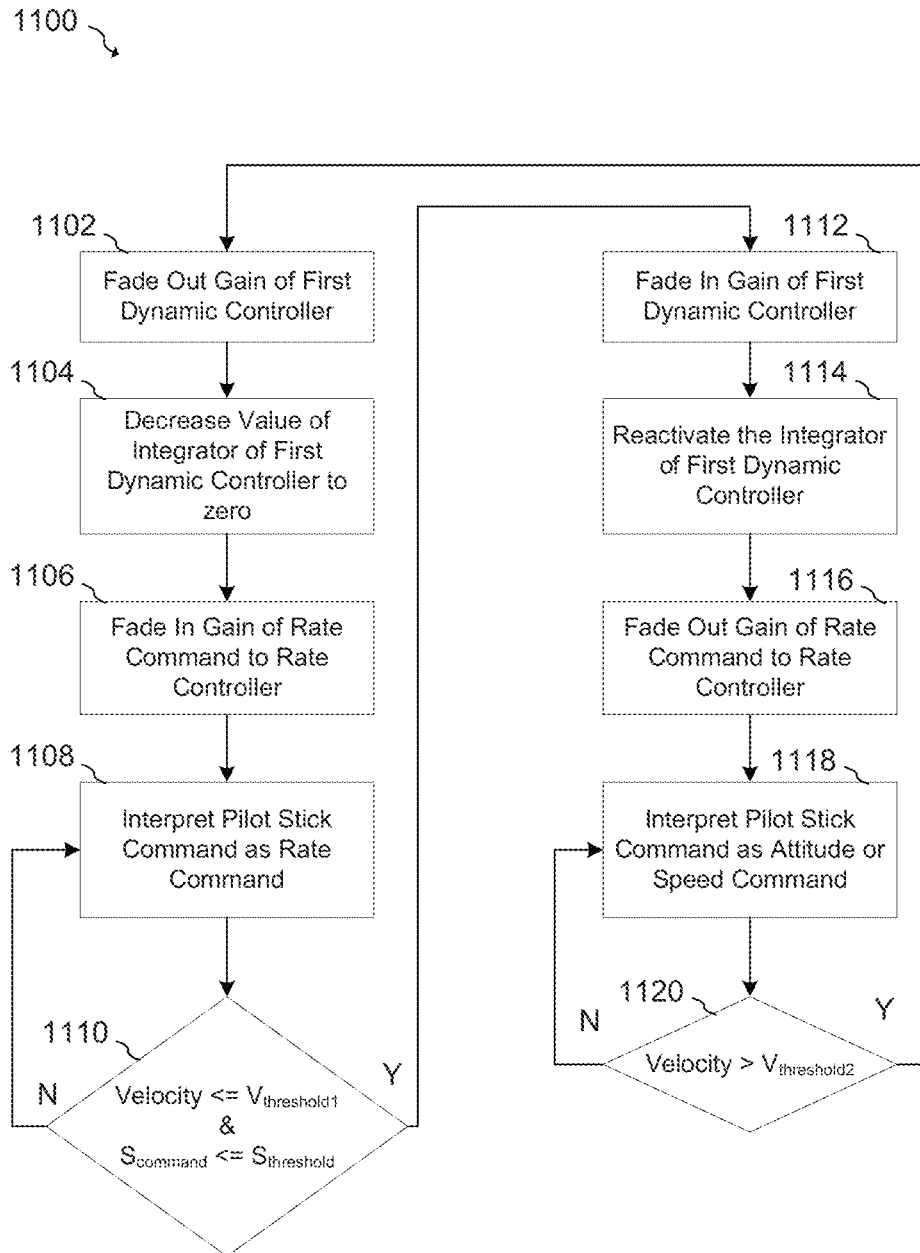 1100
1102
Fade Out Gain of First
Dynamic Controller
1104
Decrease Value of
Integrator of First
Dynamic Controller to
zero
1106
Fade In Gain of Rate
Command to Rate
Controller
1108
Interpret Pilot Stick
Command as Rate
Command
1110
N
Y
Velocity <= Vthreshold1
&
Scommand <= Sthreshold
1112
Fade In Gain of First
Dynamic Controller
1114
Reactivate the Integrator
of First Dynamic
Controller
1116
Fade Out Gain of Rate
Command to Rate
Controller
1118
Interpret Pilot Stick
Command as Attitude or
Speed Command
1120
N
Y
Velocity > Vthreshold2